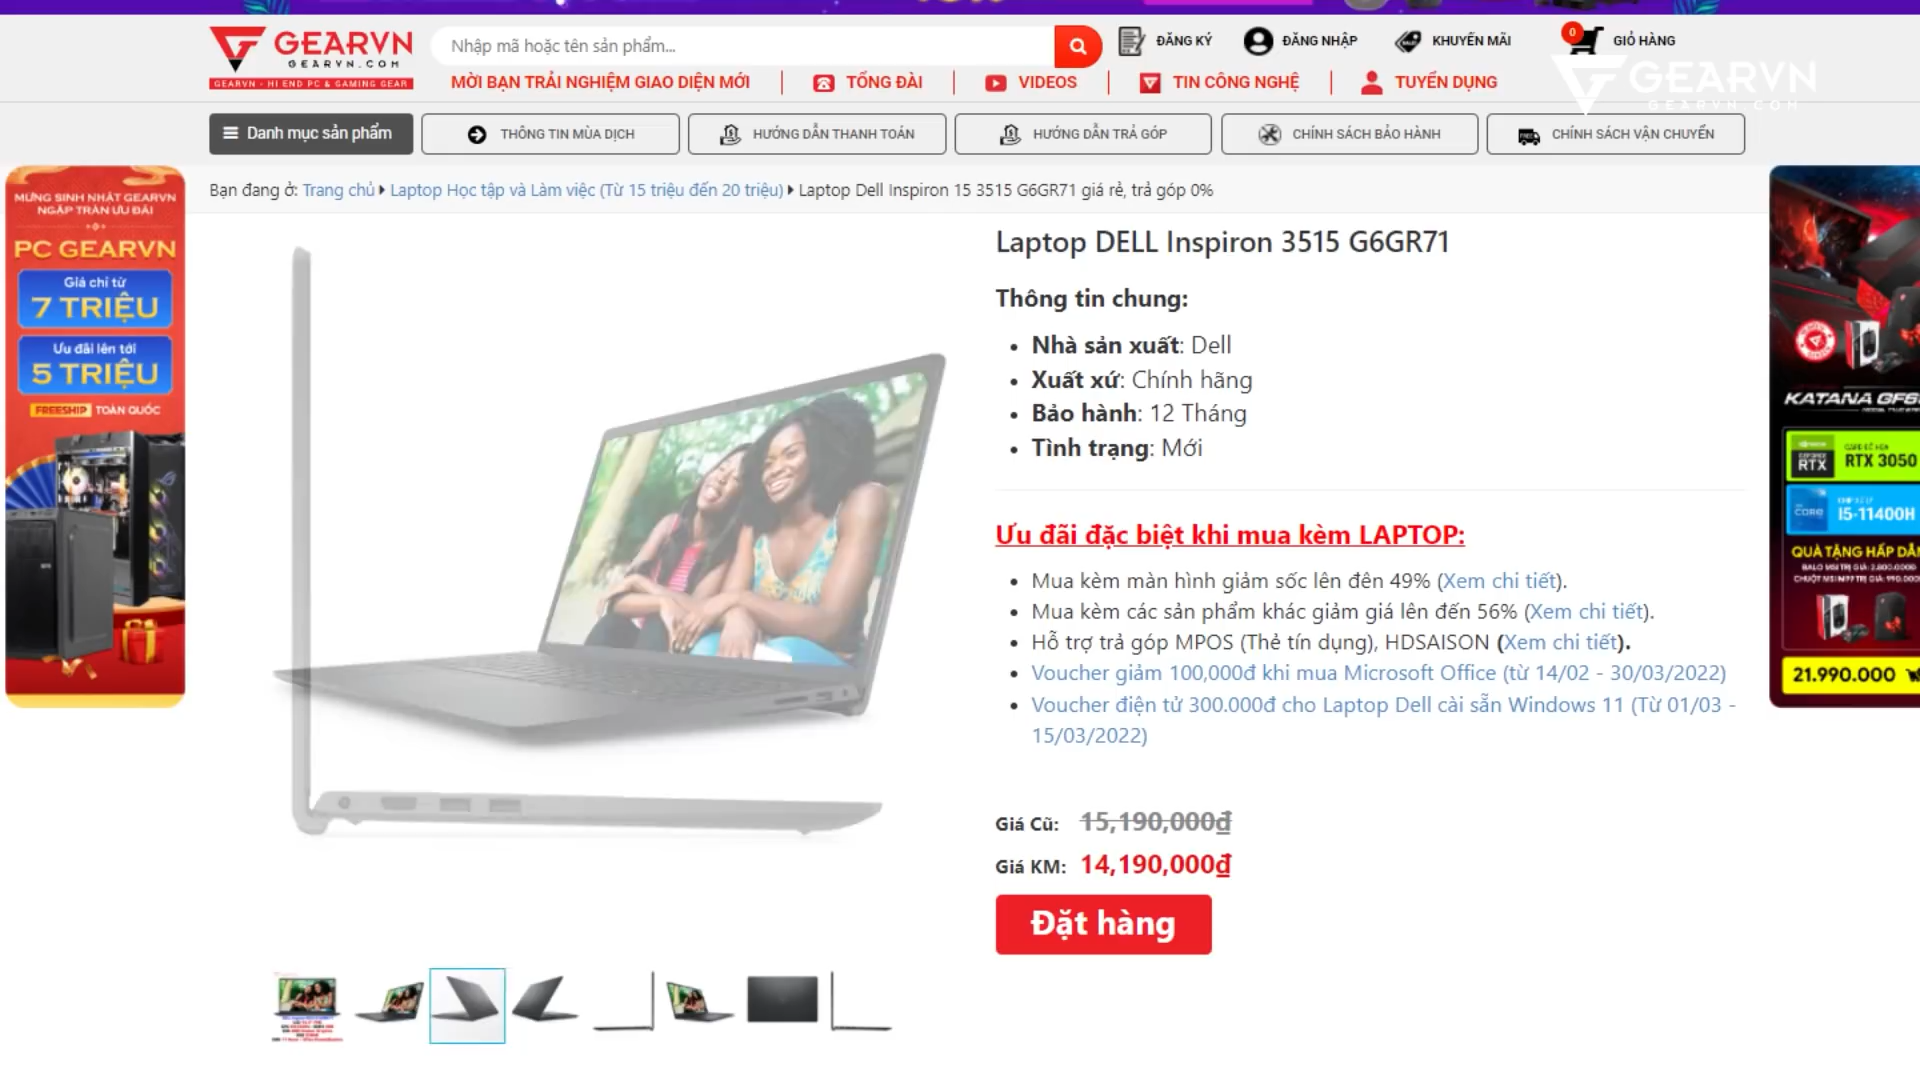 GEARVN
GEARVN.COM
GEARVN - HI END PC & GAMING GEAR
Nhập mã hoặc tên sản phẩm...
ĐĂNG KÝ
ĐĂNG NHẬP
KHUYẾN MÃI
0
GIỎ HÀNG
MỜI BẠN TRẢI NGHIỆM GIAO DIỆN MỚI
TỔNG ĐÀI
VIDEOS
TIN CÔNG NGHỆ
TUYỂN DỤNG
GEARVN
GEARVN.COM
Danh mục sản phẩm
THÔNG TIN MÙA DỊCH
HƯỚNG DẪN THANH TOÁN
HƯỚNG DẪN TRẢ GÓP
CHÍNH SÁCH BẢO HÀNH
CHÍNH SÁCH VẬN CHUYỂN
Bạn đang ở: Trang chủ Laptop Học tập và Làm việc (Từ 15 triệu đến 20 triệu) Laptop Dell Inspiron 15 3515 G6GR71 giá rẻ, trả góp 0%
MỪNG SINH NHẬT GEARVN
NGẬP TRÀN ƯU ĐÃI
PC GEARVN
Giá chỉ từ
7 TRIỆU
Ưu đãi lên tới
5 TRIỆU
FREESHIP TOÀN QUỐC
Laptop DELL Inspiron 3515 G6GR71
Thông tin chung:
Nhà sản xuất: Dell
Xuất xứ: Chính hãng
Bảo hành: 12 Tháng
Tình trạng: Mới
Ưu đãi đặc biệt khi mua kèm LAPTOP:
Mua kèm màn hình giảm sốc lên đên 49% (Xem chi tiết).
Mua kèm các sản phẩm khác giảm giá lên đến 56% (Xem chi tiết).
Hỗ trợ trả góp MPOS (Thẻ tín dụng), HDSAISON (Xem chi tiết).
Voucher giảm 100,000đ khi mua Microsoft Office (từ 14/02 - 30/03/2022)
Voucher điện tử 300.000đ cho Laptop Dell cài sẵn Windows 11 (Từ 01/03 -
15/03/2022)
Giá Cũ: 15,190,000₫
Giá KM: 14,190,000₫
Đặt hàng
KATANA GF6
RTX
RTX 3050
CORE
I5-11400H
QUÀ TẶNG HẤP DẪN
21.990.000